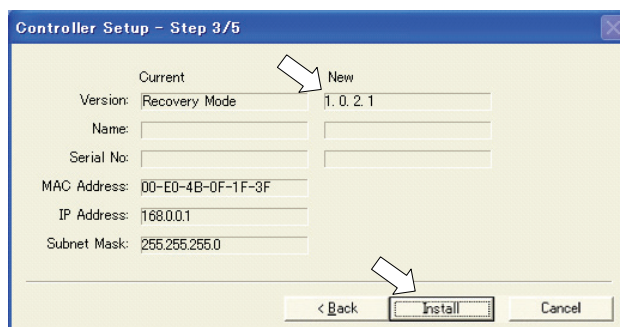 Controller Setup - Step 3/5
Current New
Version: Recovery Mode 1. 0. 2. 1
Name:
Serial No:
MAC Address: 00-E0-4B-0F-1F-3F
IP Address: 168.0.0.1
Subnet Mask: 255.255.255.0
< Back Install Cancel